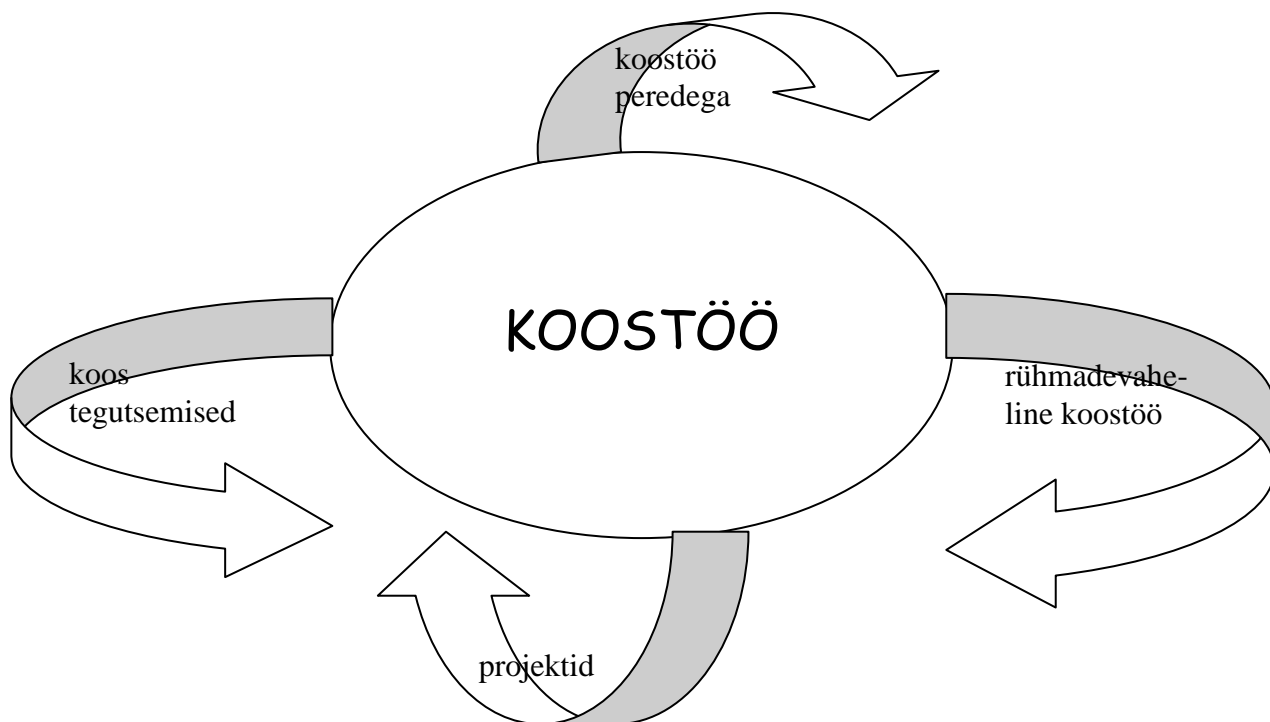 koostöö
peredega
KOOSTÖÖ
koos
tegutsemised
rühmadevahe-
line koostöö
projektid